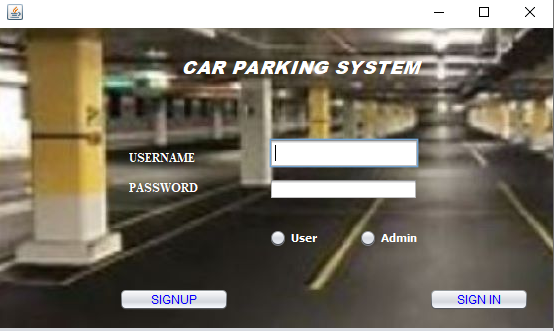 CAR PARKING SYSTEM
USERNAME
PASSWORD
User Admin
SIGNUP SIGN IN